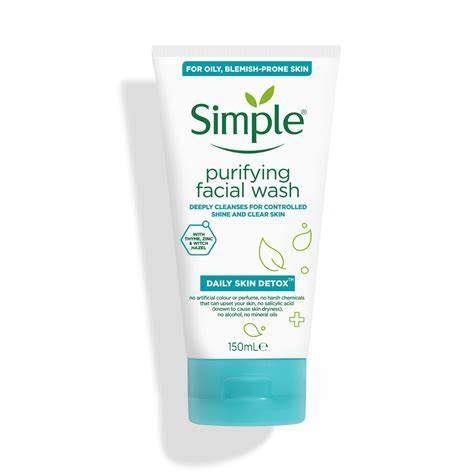 FOR OILY, BLEMISH-PRONE SKIN
Simple®
purifying
facial wash
DEEPLY CLEANSES FOR CONTROLLED
SHINE AND CLEAR SKIN
WITH
THYME, ZINC
& WITCH
HAZEL
DAILY SKIN DETOX™
no artificial colour or perfume, no harsh chemicals
that can upset your skin, no salicylic acid
(known to cause skin dryness),
no alcohol, no mineral oils
150mL℮